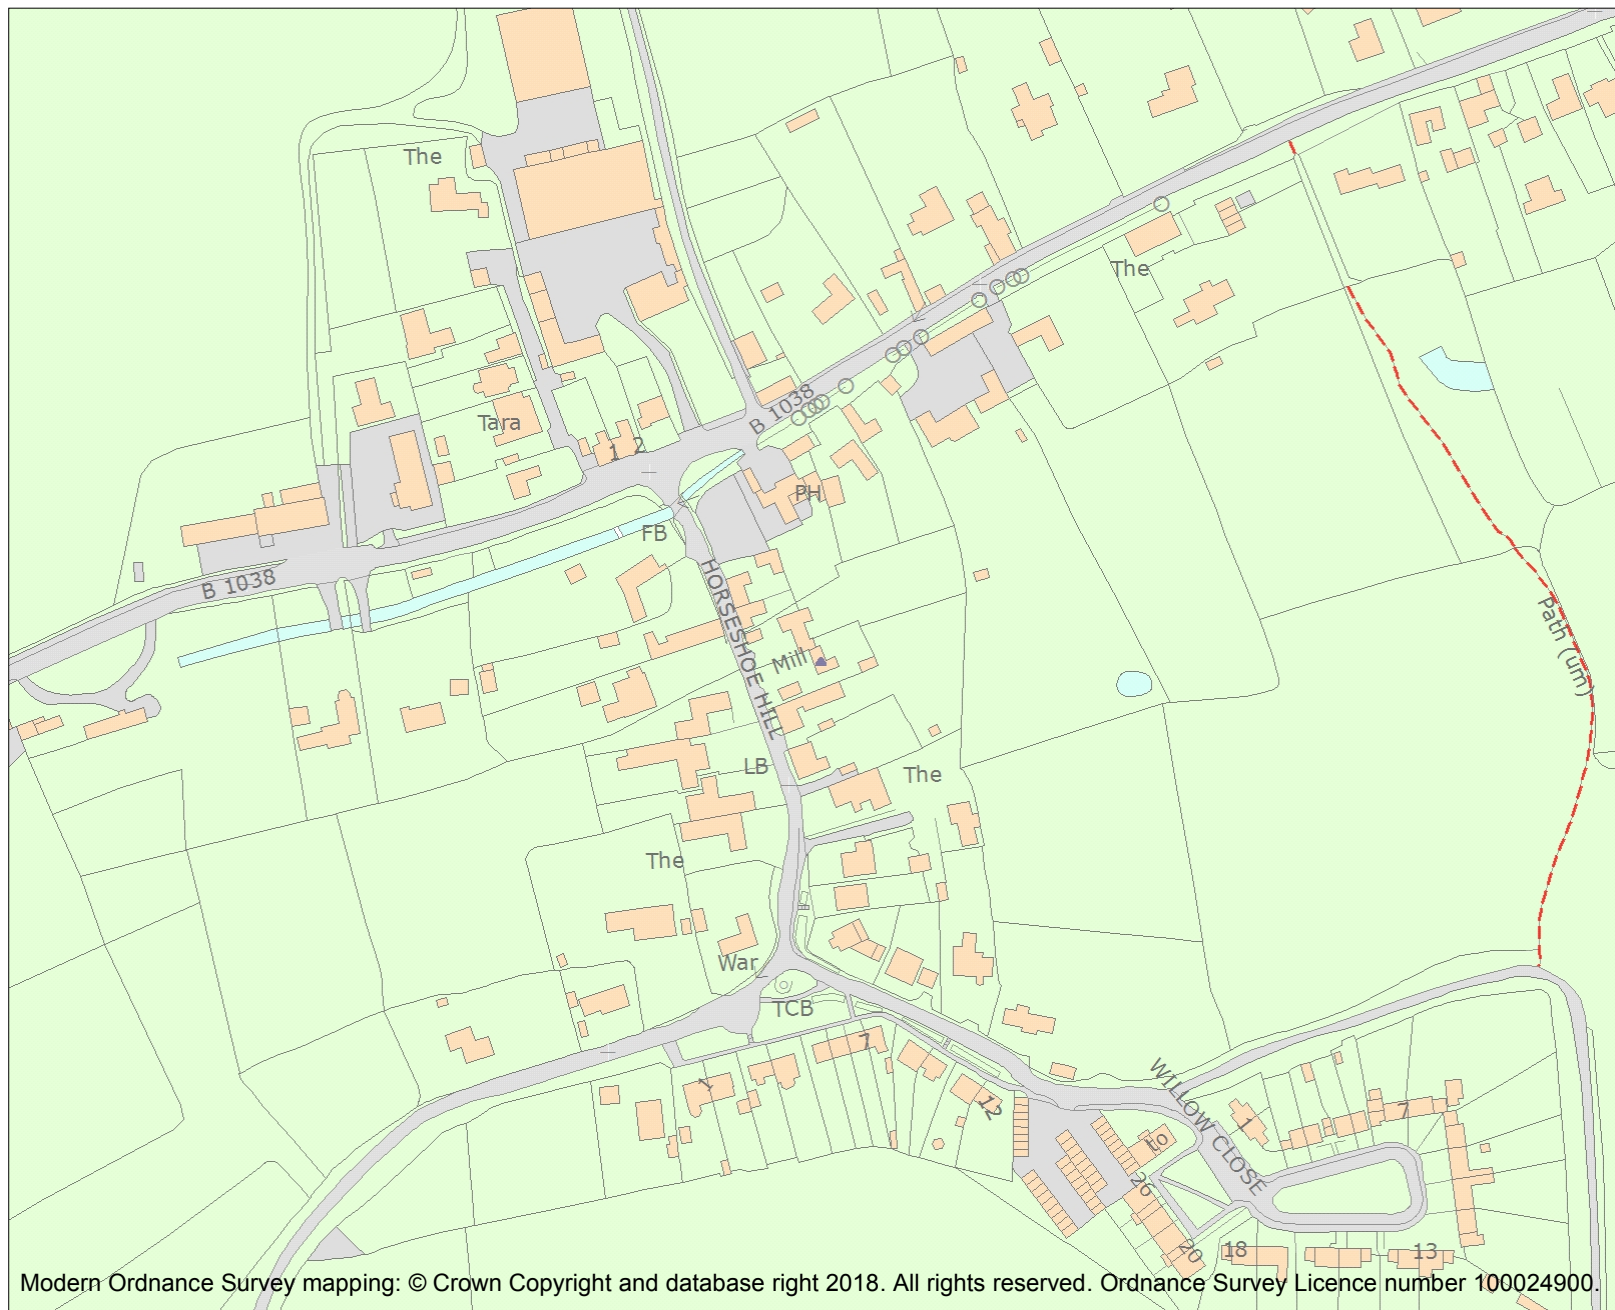 The
The
Tara
1 2
B 1038
PH
FB
B 1038
HORSESHOE HILL
Path (um)
Mill
LB
The
The
War
TCB
7
1
12
WILLOW CLOSE
1
7
Lo
26
20
18
13
Modern Ordnance Survey mapping: © Crown Copyright and database right 2018. All rights reserved. Ordnance Survey Licence number 100024900.